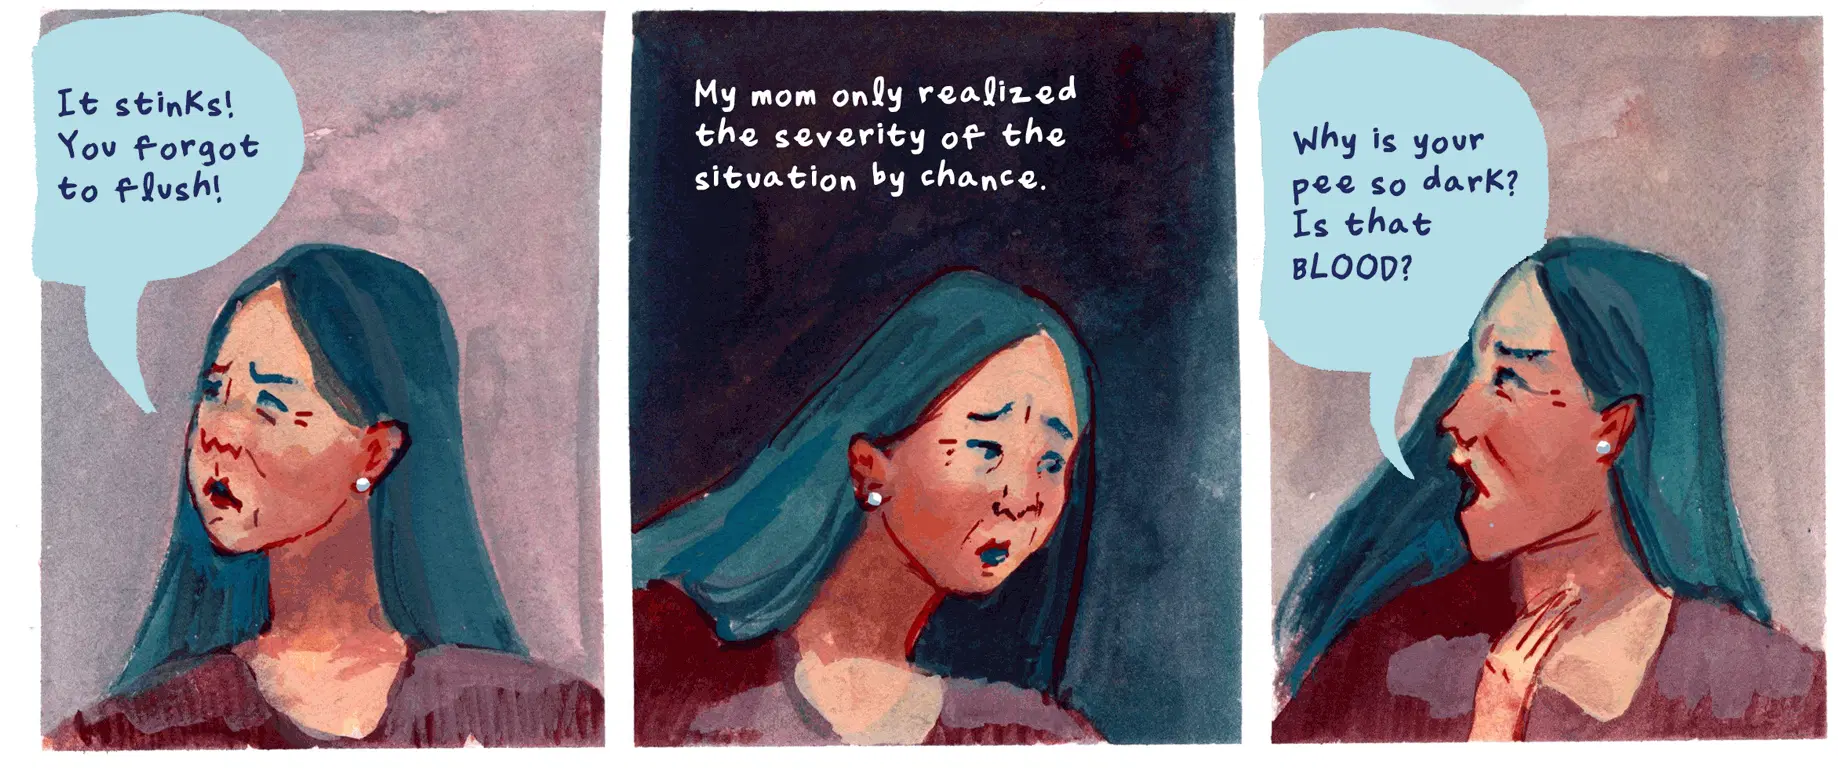 It stinks!
You forgot
to flush!
My mom only realized
the severity of the
situation by chance.
Why is your
pee so dark?
Is that
BLOOD?